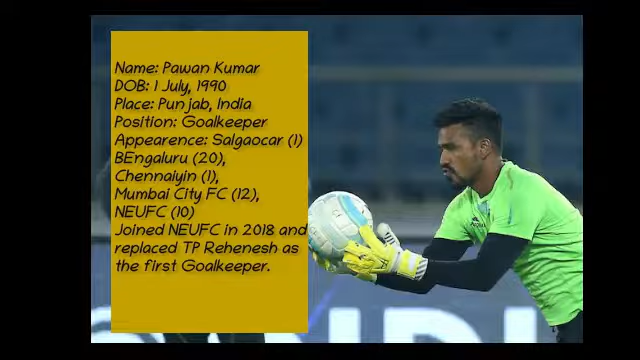 Name: Pawan Kumar
DOB: 1 July, 1990
Place: Punjab, India
Position: Goalkeeper
Appearence: Salgaocar (1)
BEngaluru (20),
Chennaiyin (1),
Mumbai City FC (12),
NEUFC (10)
Joined NEUFC in 2018 and
replaced TP Rehenesh as
the first Goalkeeper.